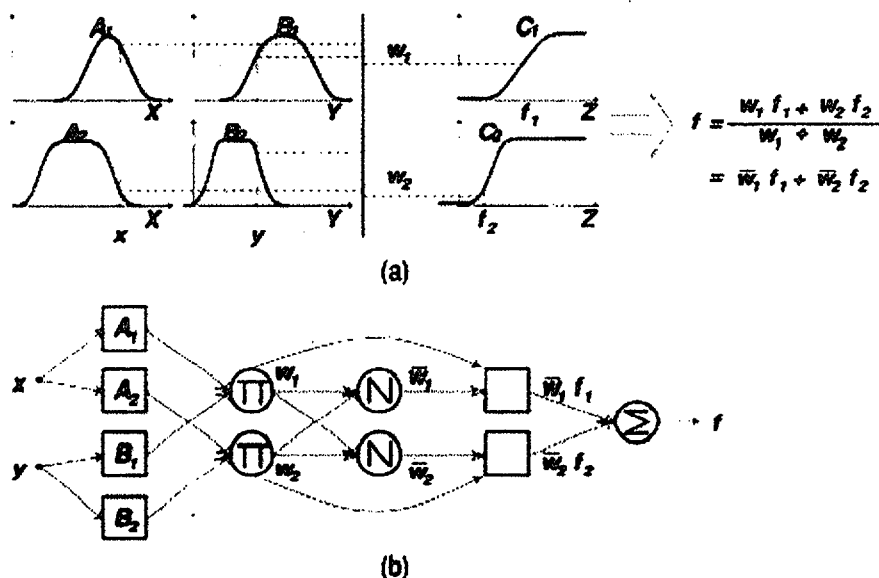 A₁ B₁ C₁
w₁
X Y f₁ Z
f = (w₁ f₁ + w₂ f₂) / (w₁ + w₂)
= w̅₁ f₁ + w̅₂ f₂
A₂ B₂ C₂
w₂
X Y f₂ Z
x y
(a)
A₁
x A₂ Π w₁ N w̅₁ w̅₁ f₁
Σ f
y B₁ Π w₂ N w̅₂ w̅₂ f₂
B₂
(b)